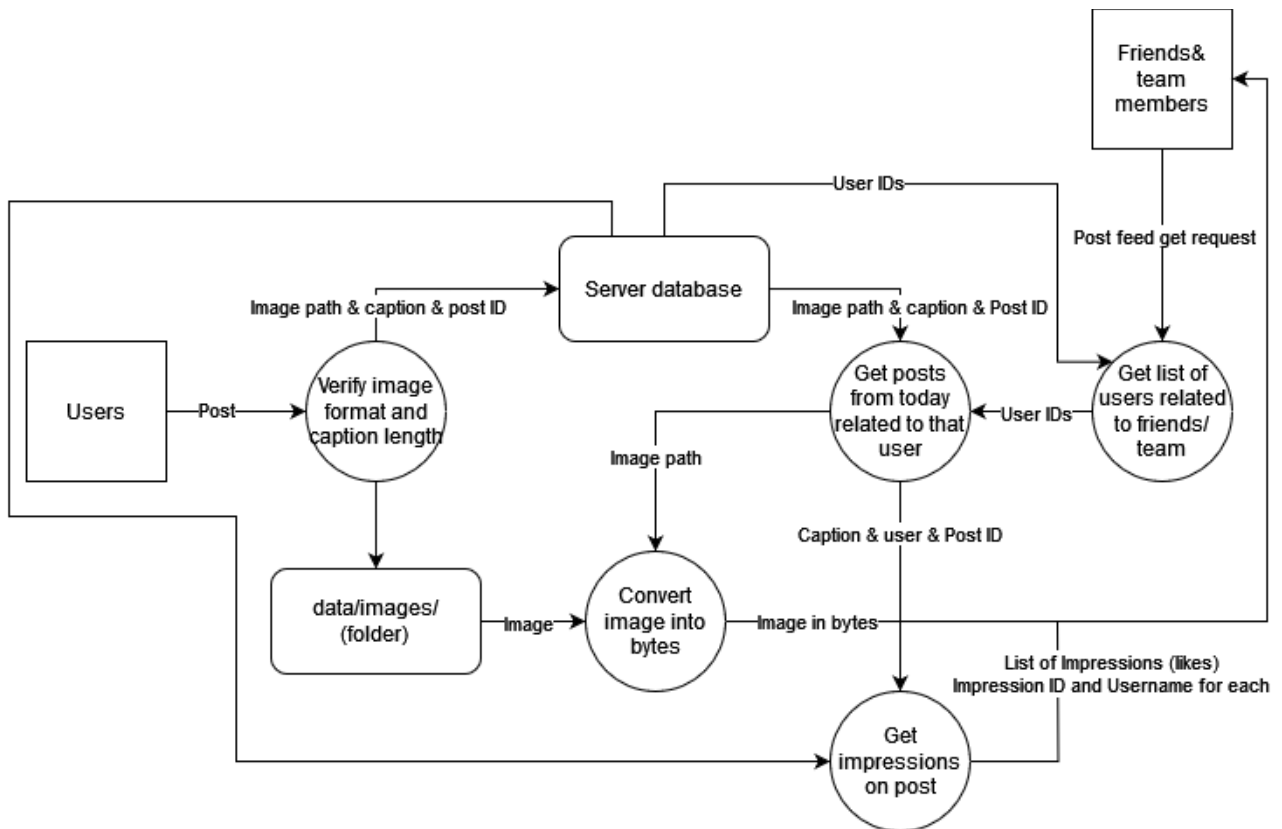 Friends&
team
members
User IDs
Post feed get request
Server database
Image path & caption & post ID
Image path & caption & Post ID
Users
Post
Verify image
format and
caption length
Get posts
from today
related to that
user
User IDs
Get list of
users related
to friends/
team
Image path
Caption & user & Post ID
data/images/
(folder)
Image
Convert
image into
bytes
Image in bytes
List of Impressions (likes)
Impression ID and Username for each
Get
impressions
on post